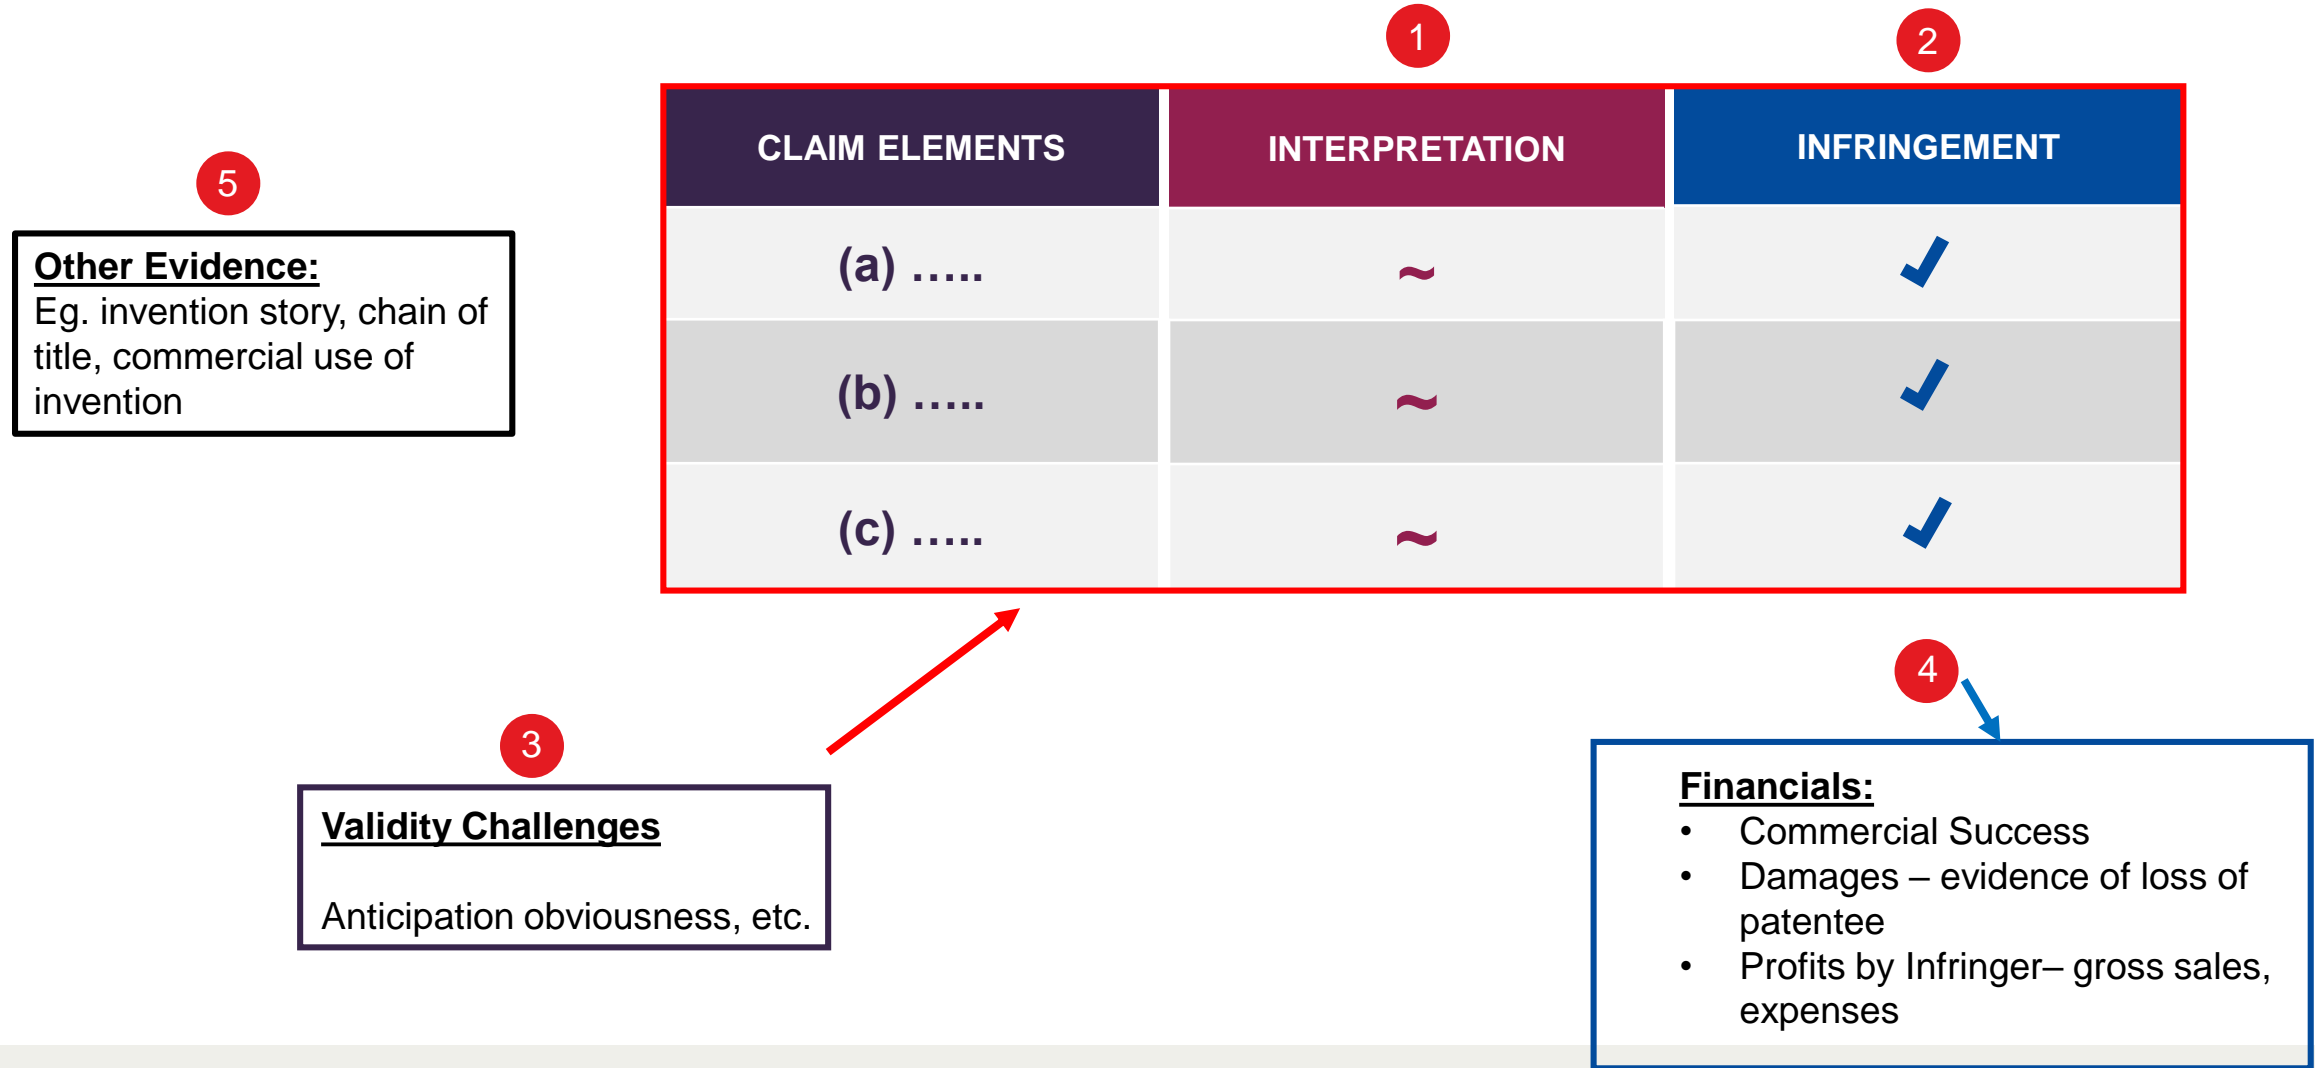 1
2
CLAIM ELEMENTS
INTERPRETATION
INFRINGEMENT
(a) …..
~
✓
(b) …..
~
✓
(c) …..
~
✓
5
Other Evidence:
Eg. invention story, chain of
title, commercial use of
invention
3
Validity Challenges
Anticipation obviousness, etc.
4
Financials:
• Commercial Success
• Damages – evidence of loss of
patentee
• Profits by Infringer– gross sales,
expenses